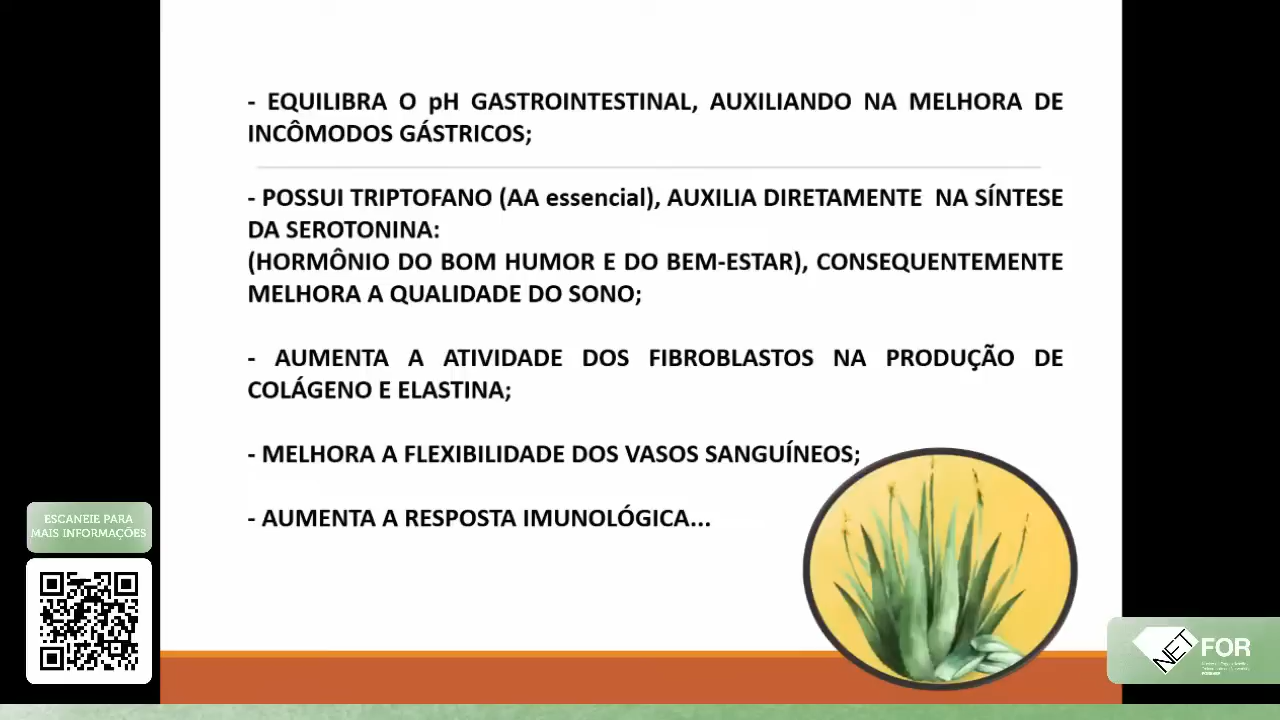 - EQUILIBRA O pH GASTROINTESTINAL, AUXILIANDO NA MELHORA DE
INCÔMODOS GÁSTRICOS;
- POSSUI TRIPTOFANO (AA essencial), AUXILIA DIRETAMENTE NA SÍNTESE
DA SEROTONINA:
(HORMÔNIO DO BOM HUMOR E DO BEM-ESTAR), CONSEQUENTEMENTE
MELHORA A QUALIDADE DO SONO;
- AUMENTA A ATIVIDADE DOS FIBROBLASTOS NA PRODUÇÃO DE
COLÁGENO E ELASTINA;
- MELHORA A FLEXIBILIDADE DOS VASOS SANGUÍNEOS;
- AUMENTA A RESPOSTA IMUNOLÓGICA...
ESCANEIE PARA
MAIS INFORMAÇÕES
NET FOR